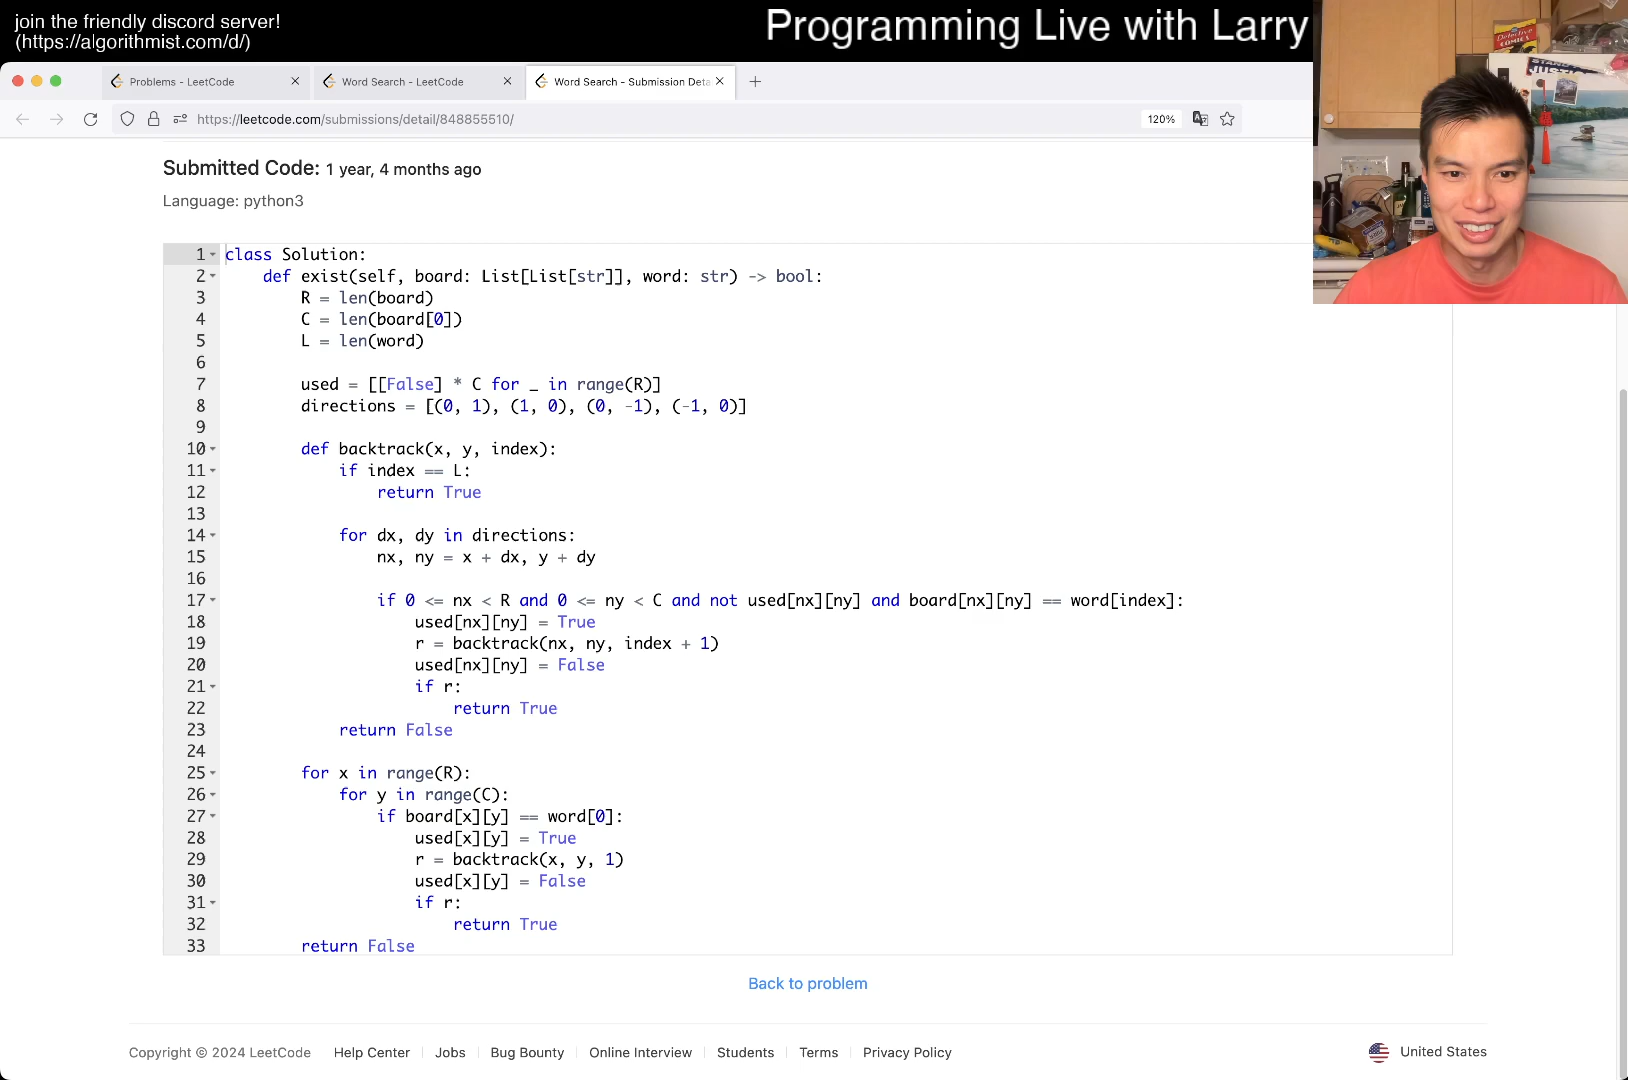 join the friendly discord server!
(https://algorithmist.com/d/)
Programming Live with Larry
Problems - LeetCode
Word Search - LeetCode
Word Search - Submission Deta
https://leetcode.com/submissions/detail/848855510/
120%
Submitted Code: 1 year, 4 months ago
Language: python3
1 class Solution:
2 def exist(self, board: List[List[str]], word: str) -> bool:
3 R = len(board)
4 C = len(board[0])
5 L = len(word)
6
7 used = [[False] * C for _ in range(R)]
8 directions = [(0, 1), (1, 0), (0, -1), (-1, 0)]
9
10 def backtrack(x, y, index):
11 if index == L:
12 return True
13
14 for dx, dy in directions:
15 nx, ny = x + dx, y + dy
16
17 if 0 <= nx < R and 0 <= ny < C and not used[nx][ny] and board[nx][ny] == word[index]:
18 used[nx][ny] = True
19 r = backtrack(nx, ny, index + 1)
20 used[nx][ny] = False
21 if r:
22 return True
23 return False
24
25 for x in range(R):
26 for y in range(C):
27 if board[x][y] == word[0]:
28 used[x][y] = True
29 r = backtrack(x, y, 1)
30 used[x][y] = False
31 if r:
32 return True
33 return False
Back to problem
Copyright © 2024 LeetCode
Help Center
Jobs
Bug Bounty
Online Interview
Students
Terms
Privacy Policy
United States